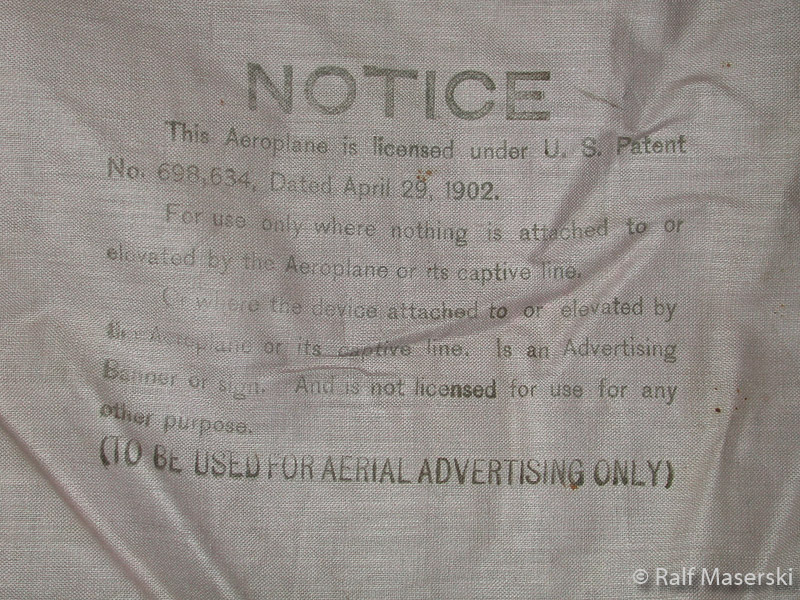 NOTICE
This Aeroplane is licensed under U. S. Patent
No. 698,634, Dated April 29, 1902.
For use only where nothing is attached to or
elevated by the Aeroplane or its captive line.
Or where the device attached to or elevated by
the Aeroplane or its captive line. Is an Advertising
Banner or sign. And is not licensed for use for any
other purpose.
(TO BE USED FOR AERIAL ADVERTISING ONLY)
© Ralf Maserski